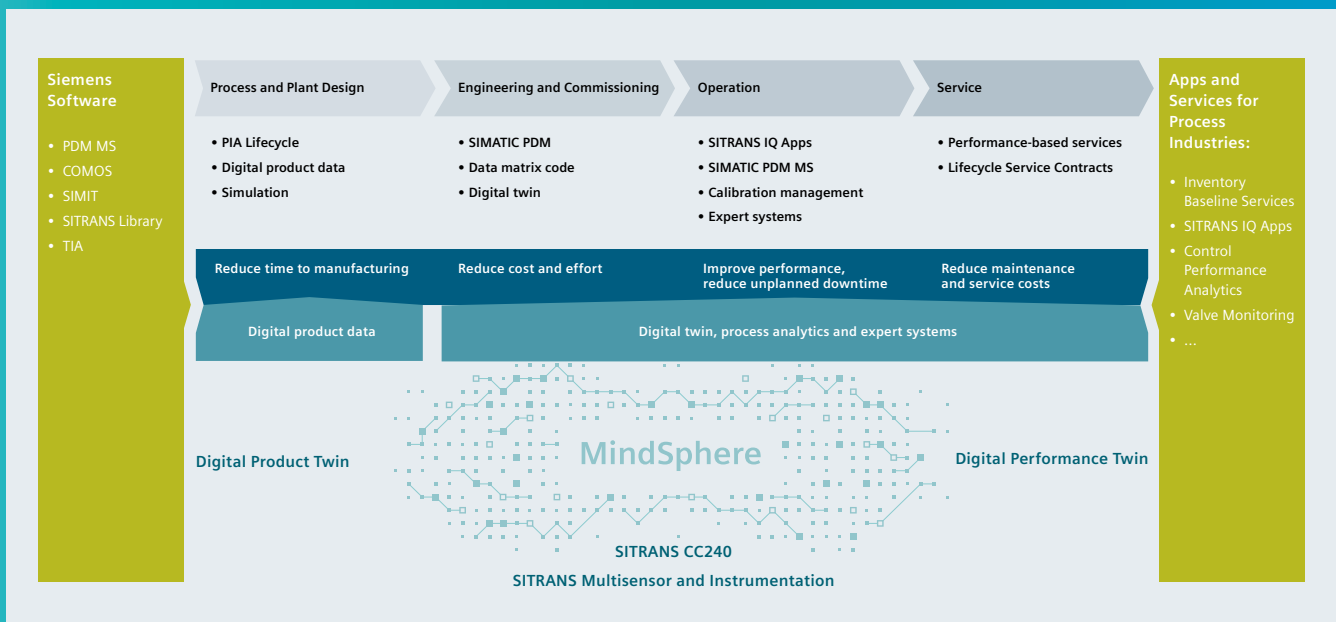 Siemens
Software
• PDM MS
• COMOS
• SIMIT
• SITRANS Library
• TIA
Process and Plant Design
• PIA Lifecycle
• Digital product data
• Simulation
Engineering and Commissioning
• SIMATIC PDM
• Data matrix code
• Digital twin
Operation
• SITRANS IQ Apps
• SIMATIC PDM MS
• Calibration management
• Expert systems
Service
• Performance-based services
• Lifecycle Service Contracts
Reduce time to manufacturing
Reduce cost and effort
Improve performance,
reduce unplanned downtime
Reduce maintenance
and service costs
Digital product data
Digital twin, process analytics and expert systems
MindSphere
Digital Product Twin
Digital Performance Twin
SITRANS CC240
SITRANS Multisensor and Instrumentation
Apps and
Services for
Process
Industries:
• Inventory
Baseline Services
• SITRANS IQ Apps
• Control
Performance
Analytics
• Valve Monitoring
• ...